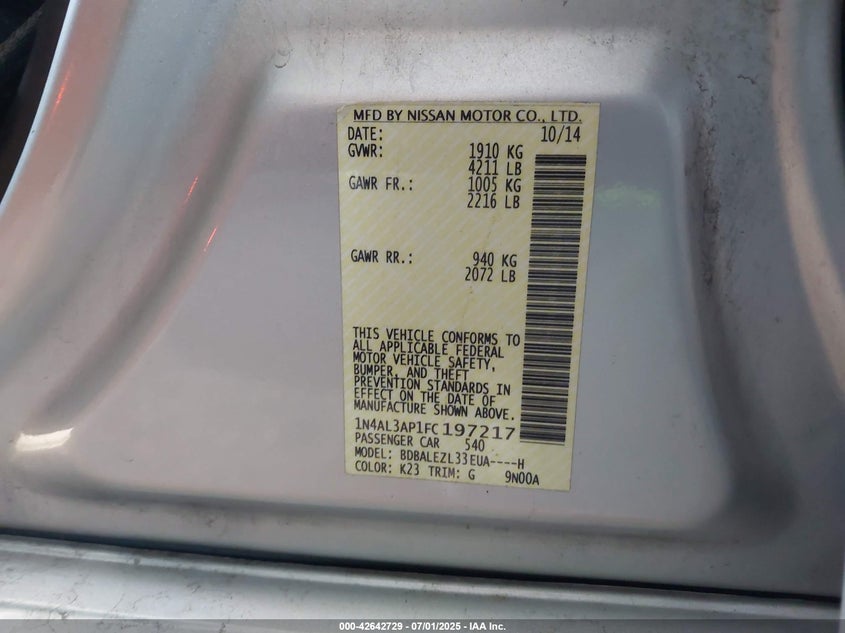 MFD BY NISSAN MOTOR CO., LTD.
DATE: 10/14
GVWR: 1910 KG
4211 LB
GAWR FR.: 1005 KG
2216 LB
GAWR RR.: 940 KG
2072 LB
THIS VEHICLE CONFORMS TO
ALL APPLICABLE FEDERAL
MOTOR VEHICLE SAFETY,
BUMPER, AND THEFT
PREVENTION STANDARDS IN
EFFECT ON THE DATE OF
MANUFACTURE SHOWN ABOVE.
1N4AL3AP1FC197217
PASSENGER CAR 540
MODEL: BDBALEZL33EUA----H
COLOR: K23 TRIM: G 9N00A
000-42642729 - 07/01/2025 - IAA Inc.